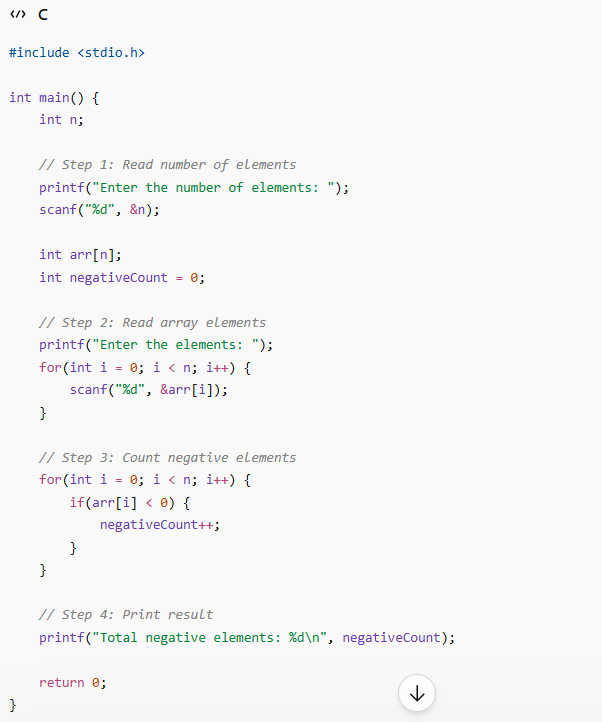 </> C
#include <stdio.h>
int main() {
    int n;
    // Step 1: Read number of elements
    printf("Enter the number of elements: ");
    scanf("%d", &n);
    int arr[n];
    int negativeCount = 0;
    // Step 2: Read array elements
    printf("Enter the elements: ");
    for(int i = 0; i < n; i++) {
        scanf("%d", &arr[i]);
    }
    // Step 3: Count negative elements
    for(int i = 0; i < n; i++) {
        if(arr[i] < 0) {
            negativeCount++;
        }
    }
    // Step 4: Print result
    printf("Total negative elements: %d\n", negativeCount);
    return 0;
}